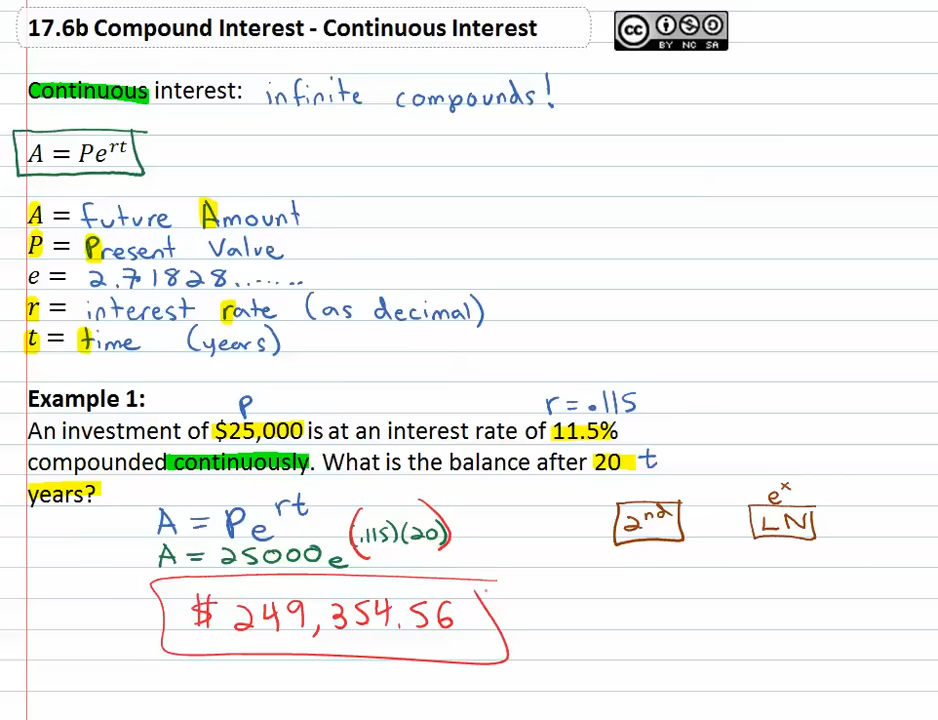 17.6b Compound Interest - Continuous Interest
cc BY NC SA
Continuous interest: infinite compounds!
A = Pe^{rt}
A = future Amount
P = Present Value
e = 2.71828.......
r = interest rate (as decimal)
t = time (years)
Example 1:
P r = .115
An investment of $25,000 is at an interest rate of 11.5%
compounded continuously. What is the balance after 20 t
years?
A = Pe^{rt}
A = 25000e^{(.115)(20)}
2nd e^x LN
$ 249,354.56